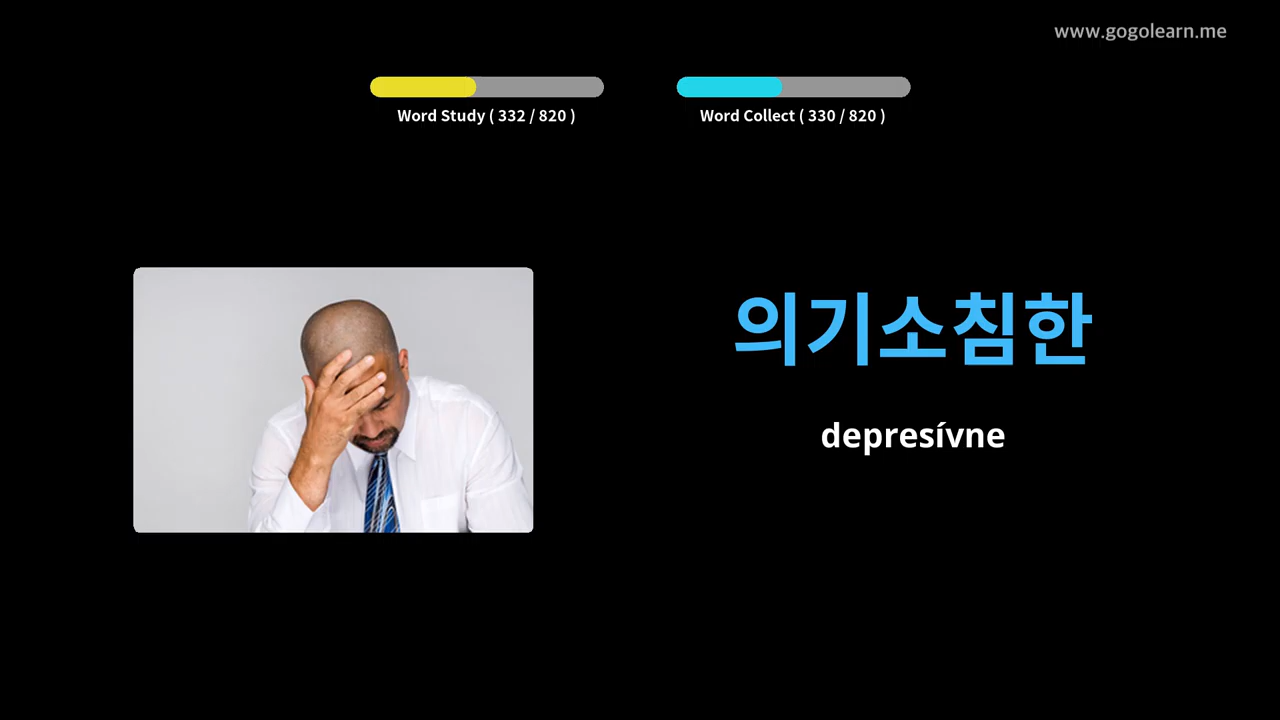 www.gogolearn.me
Word Study ( 332 / 820 )
Word Collect ( 330 / 820 )
의기소침한
depresívne